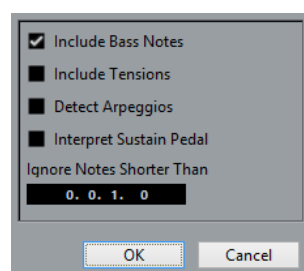 Include Bass Notes
Include Tensions
Detect Arpeggios
Interpret Sustain Pedal
Ignore Notes Shorter Than
0. 0. 1. 0
OK Cancel